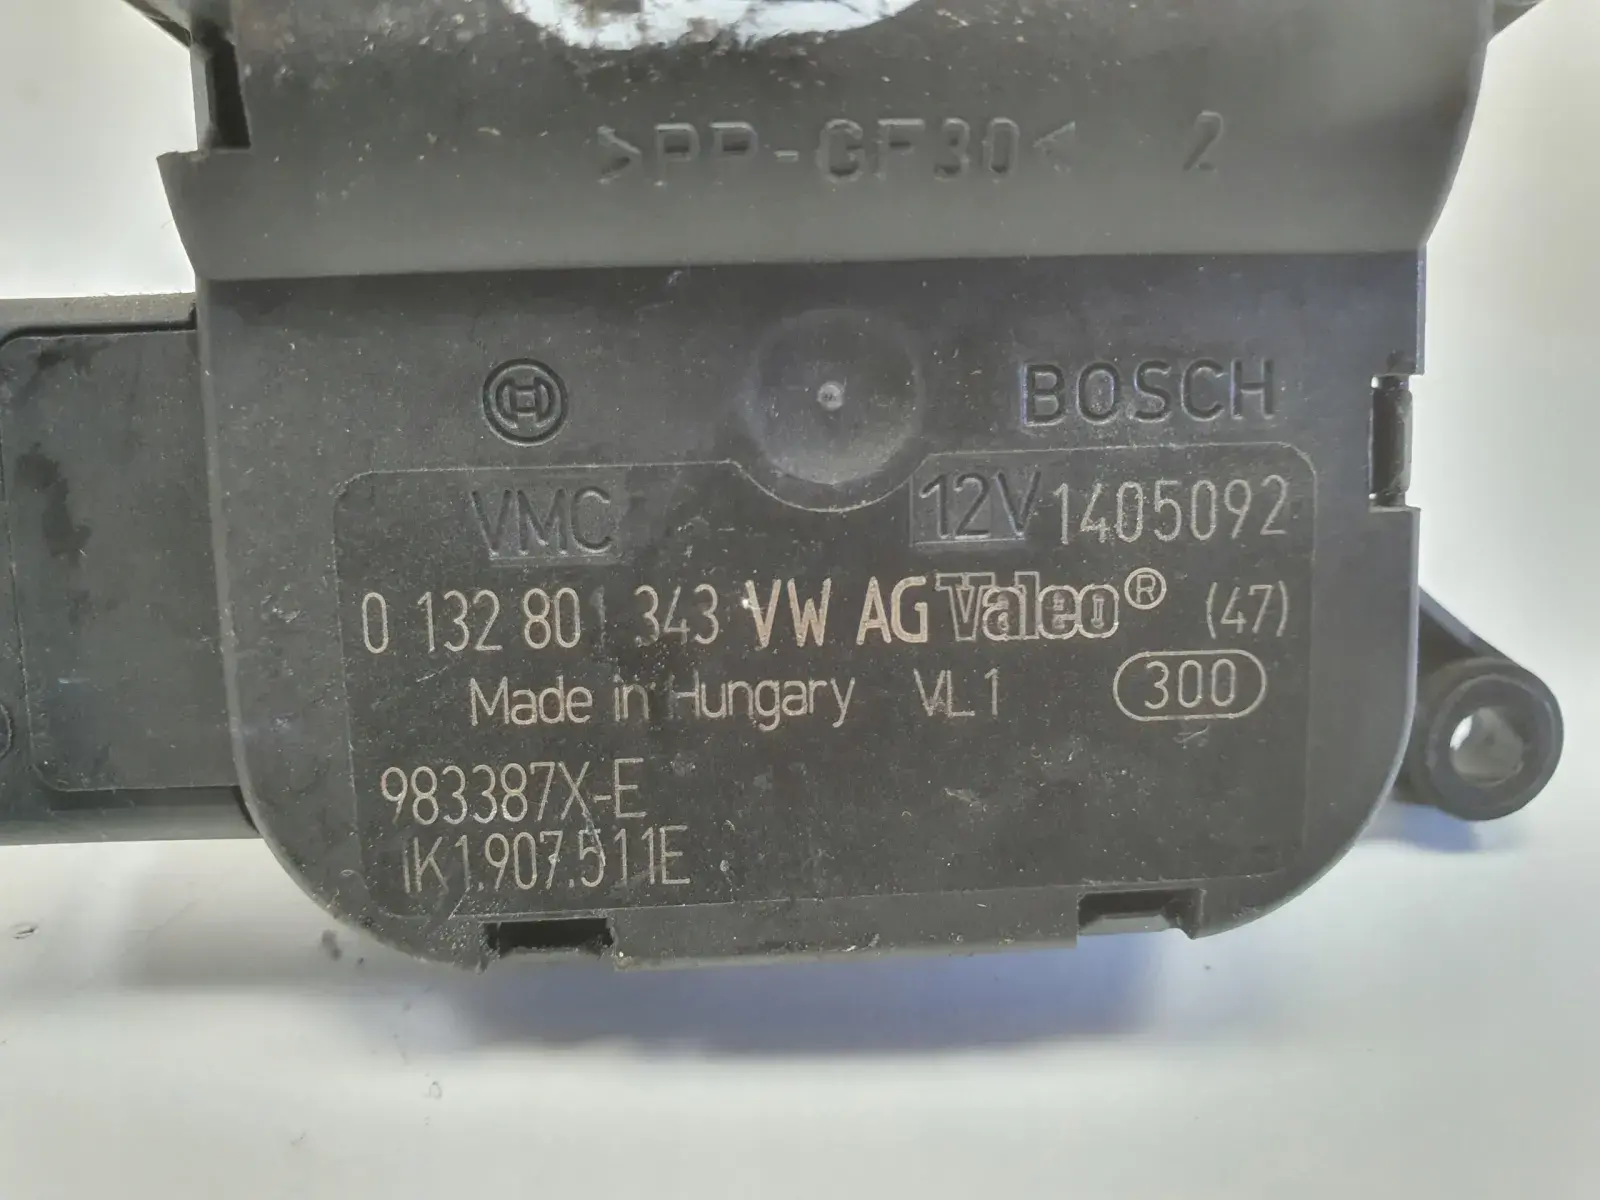 >PP-GF30< 2
BOSCH
VMC 12V 1405092
0 132 801 343 VW AG Valeo® (47)
Made in Hungary VL1 300
983387X-E
1K1.907.511E